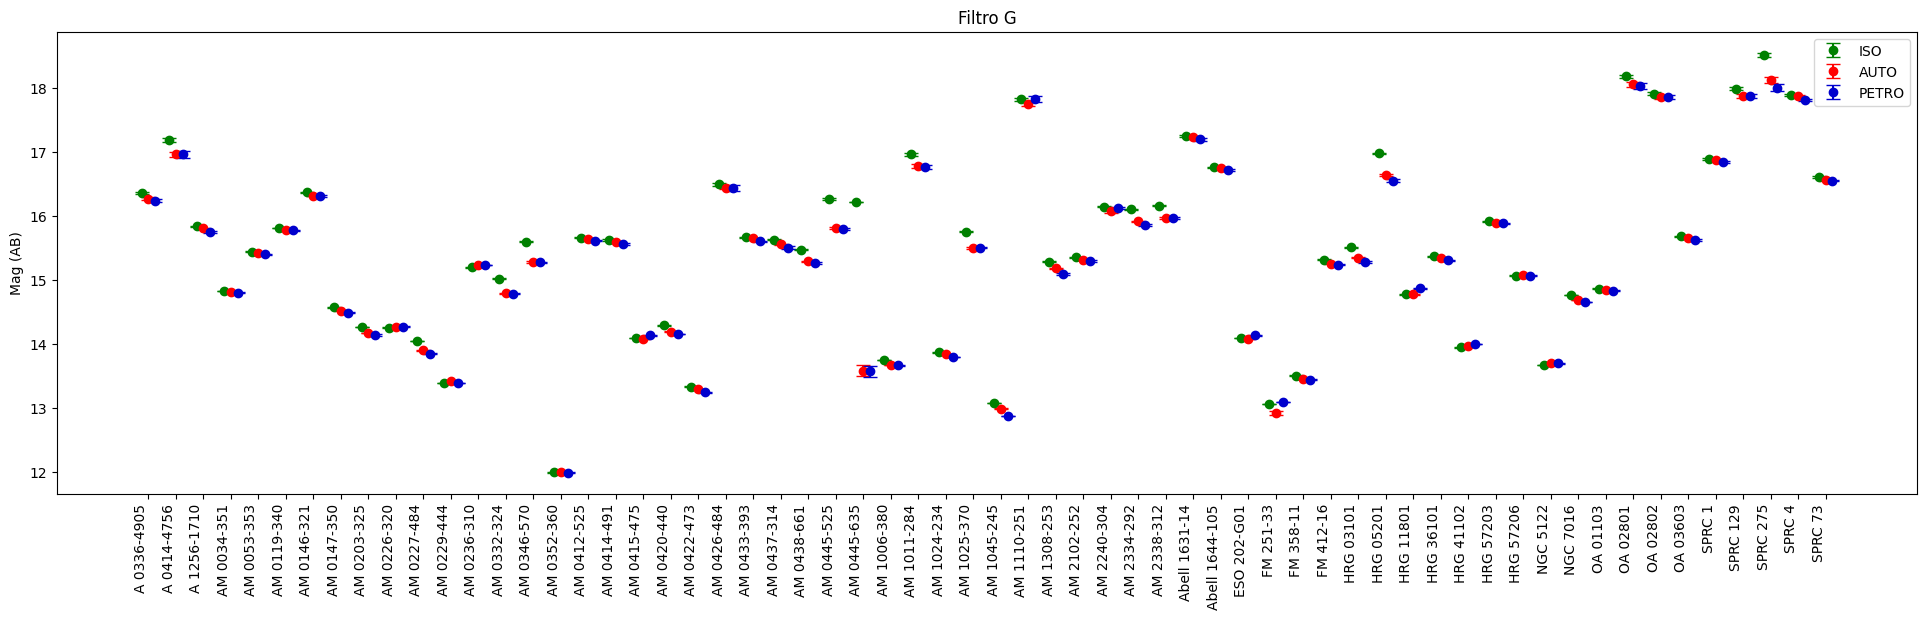 Filtro G
ISO
AUTO
PETRO
Mag (AB)
18
17
16
15
14
13
12
A 0336-4905
A 0414-4756
A 1256-1710
AM 0034-351
AM 0053-353
AM 0119-340
AM 0146-321
AM 0147-350
AM 0203-325
AM 0226-320
AM 0227-484
AM 0229-444
AM 0236-310
AM 0332-324
AM 0346-570
AM 0352-360
AM 0412-525
AM 0414-491
AM 0415-475
AM 0420-440
AM 0422-473
AM 0426-484
AM 0433-393
AM 0437-314
AM 0438-661
AM 0445-525
AM 0445-635
AM 1006-380
AM 1011-284
AM 1024-234
AM 1025-370
AM 1045-245
AM 1110-251
AM 1308-253
AM 2102-252
AM 2240-304
AM 2334-292
AM 2338-312
Abell 1631-14
Abell 1644-105
ESO 202-G01
FM 251-33
FM 358-11
FM 412-16
HRG 03101
HRG 05201
HRG 11801
HRG 36101
HRG 41102
HRG 57203
HRG 57206
NGC 5122
NGC 7016
OA 01103
OA 02801
OA 02802
OA 03603
SPRC 1
SPRC 129
SPRC 275
SPRC 4
SPRC 73